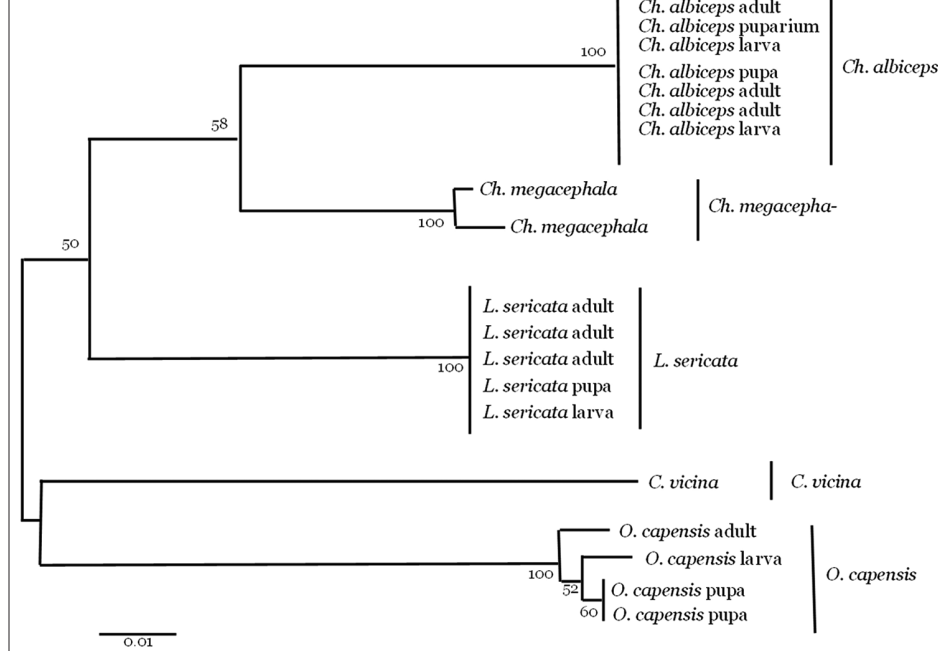 Ch. albiceps adult
Ch. albiceps puparium
100
Ch. albiceps larva
Ch. albiceps
Ch. albiceps pupa
Ch. albiceps adult
Ch. albiceps adult
58
Ch. albiceps larva
Ch. megacephala
Ch. megacepha-
100
Ch. megacephala
50
L. sericata adult
L. sericata adult
L. sericata adult
L. sericata
100
L. sericata pupa
L. sericata larva
C. vicina
C. vicina
O. capensis adult
O. capensis larva
100
O. capensis
52
O. capensis pupa
60
O. capensis pupa
0.01